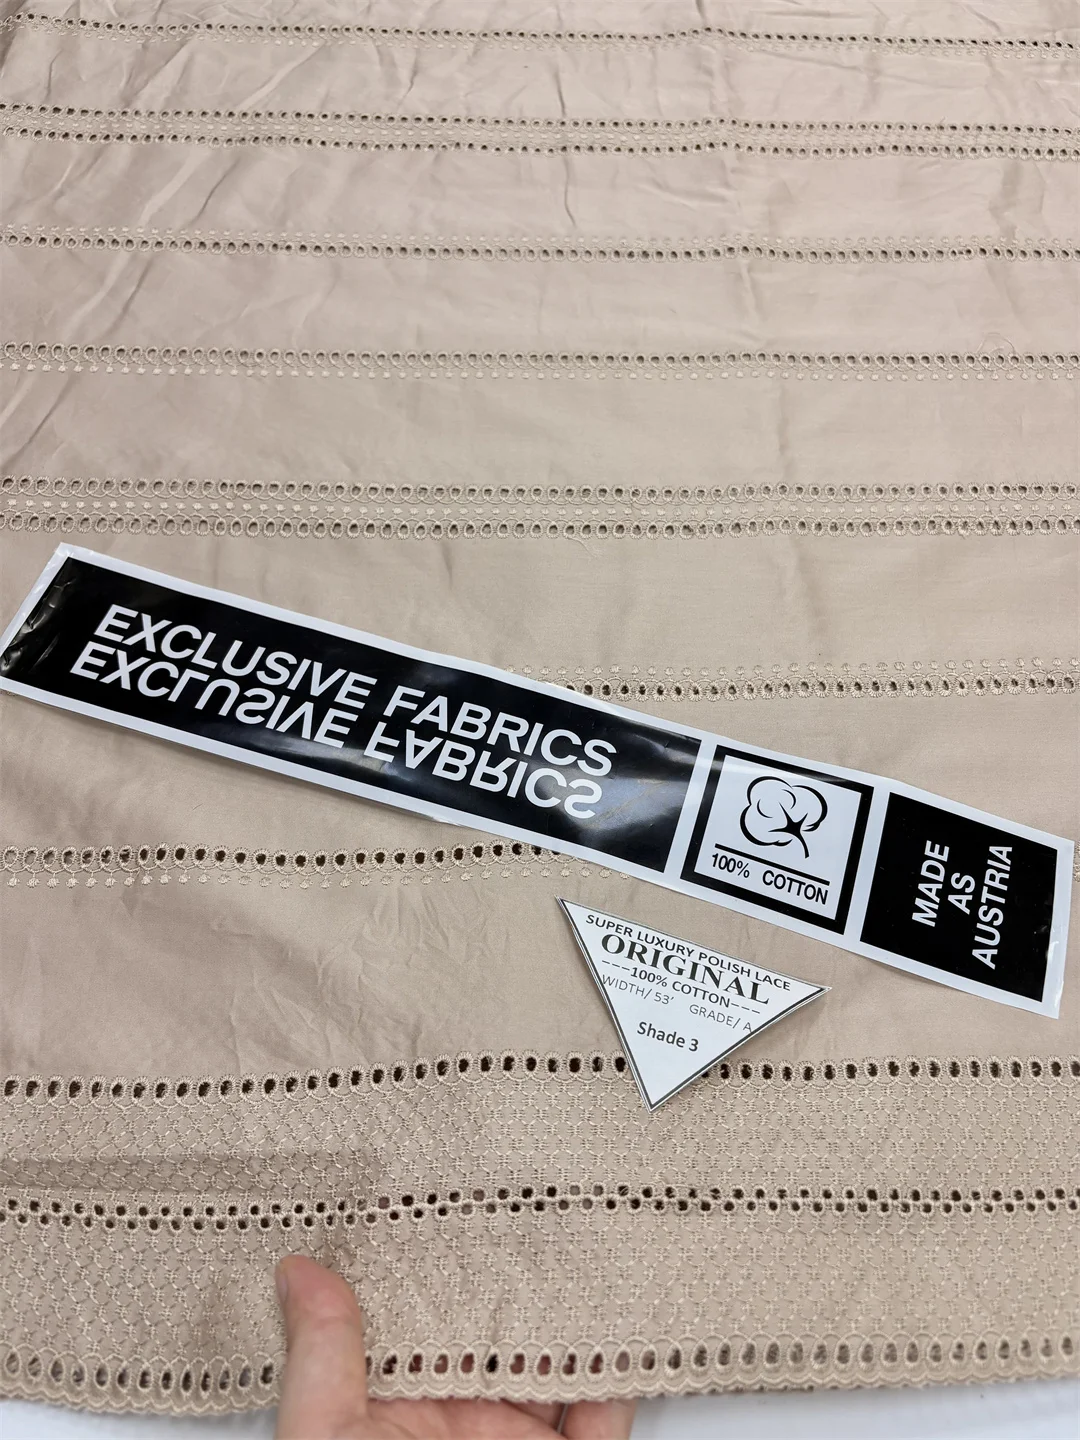 EXCLUSIVE FABRICS
EXCLUSIVE FABRICS
100% COTTON
MADE
AS
AUSTRIA
SUPER LUXURY POLISH LACE
ORIGINAL
---100% COTTON---
WIDTH/ 53' GRADE/ A
Shade 3